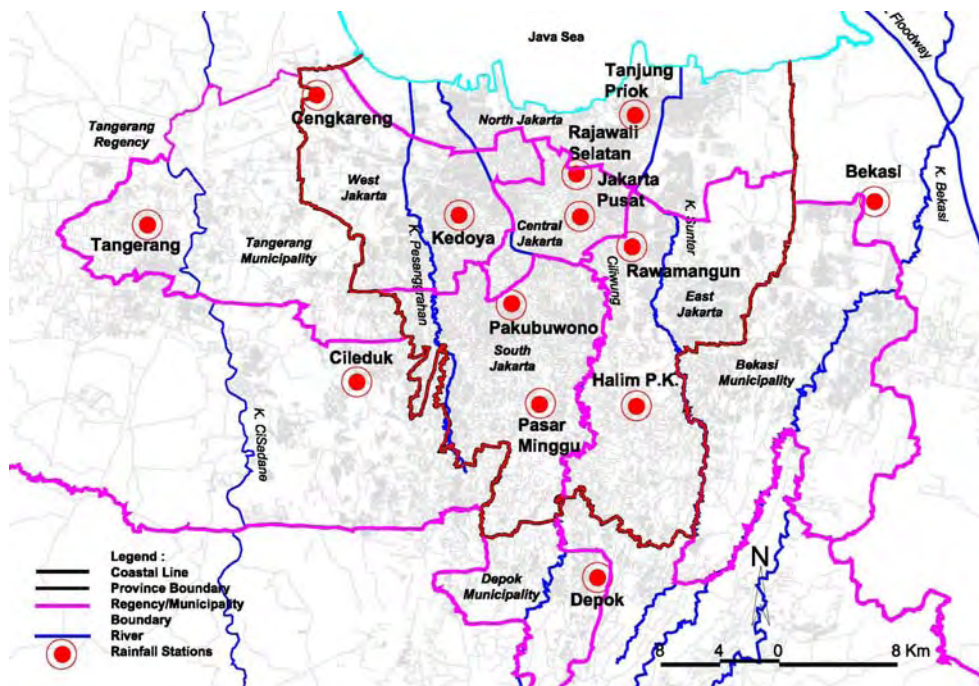 Java Sea
K. Floodway
Tanjung
Priok
Cengkareng
North Jakarta
Tangerang
Regency
Rajawali
Selatan
Bekasi
K. Bekasi
West
Jakarta
Jakarta
Pusat
Kedoya
Central
Jakarta
K. Sunter
Tangerang
Tangerang
Municipality
K. Pesanggrahan
Ciliwung
Rawamangun
East
Jakarta
Pakubuwono
South
Jakarta
Cileduk
Halim P.K.
Bekasi
Municipality
Pasar
Minggu
K. CiSadane
Legend :
Coastal Line
Province Boundary
Regency/Municipality
Boundary
River
Rainfall Stations
Depok
Municipality
Depok
N
8 4 0 8 Km